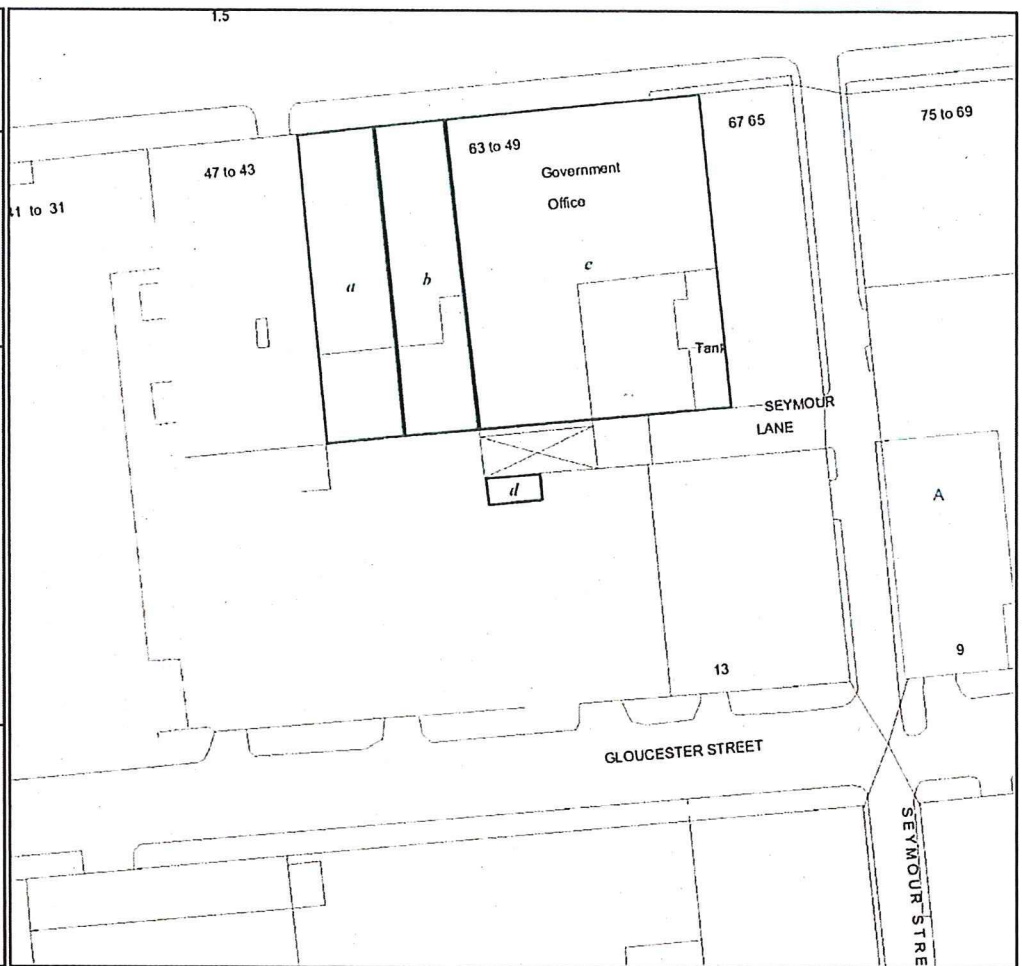 1.5
47 to 43
63 to 49
Government
Office
67 65
75 to 69
41 to 31
a
b
c
Tank
SEYMOUR
LANE
d
A
13
9
GLOUCESTER STREET
SEYMOUR STRE